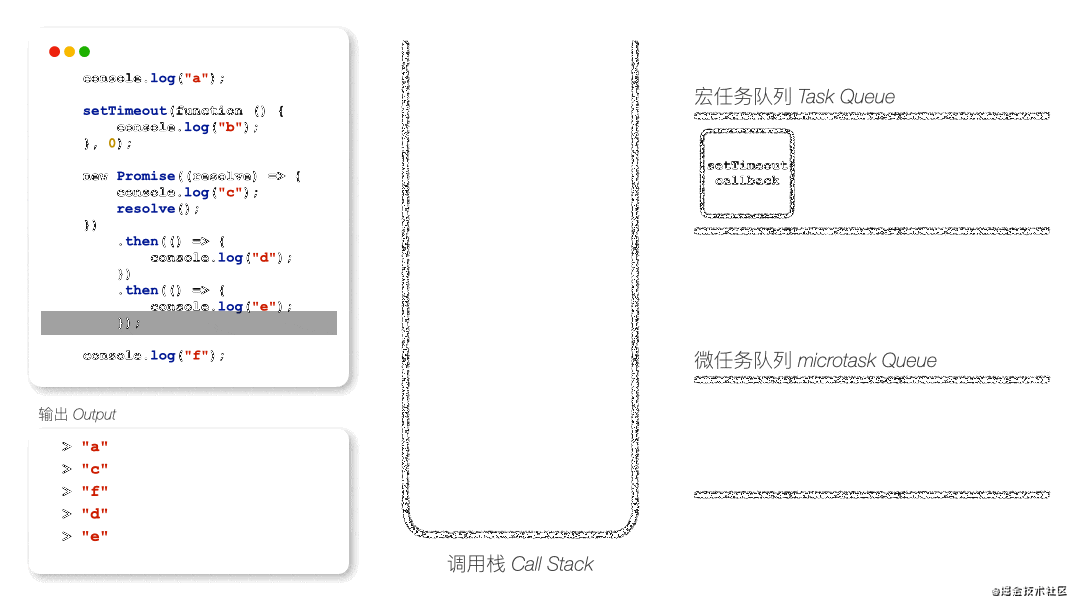 console.log("a");
setTimeout(function () {
console.log("b");
}, 0);
new Promise((resolve) => {
console.log("c");
resolve();
})
.then(() => {
console.log("d");
})
.then(() => {
console.log("e");
});
console.log("f");
输出 Output
> "a"
> "c"
> "f"
> "d"
> "e"
调用栈 Call Stack
宏任务队列 Task Queue
setTimeout
callback
微任务队列 microtask Queue
@掘金技术社区